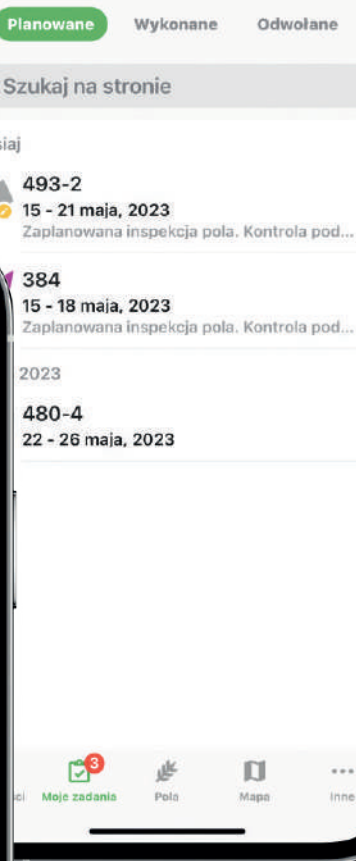 Planowane Wykonane Odwołane
Szukaj na stronie
siaj
493-2
15 - 21 maja, 2023
Zaplanowana inspekcja pola. Kontrola pod...
384
15 - 18 maja, 2023
Zaplanowana inspekcja pola. Kontrola pod...
2023
480-4
22 - 26 maja, 2023
3
ci Moje zadania Pola Mapa Inne